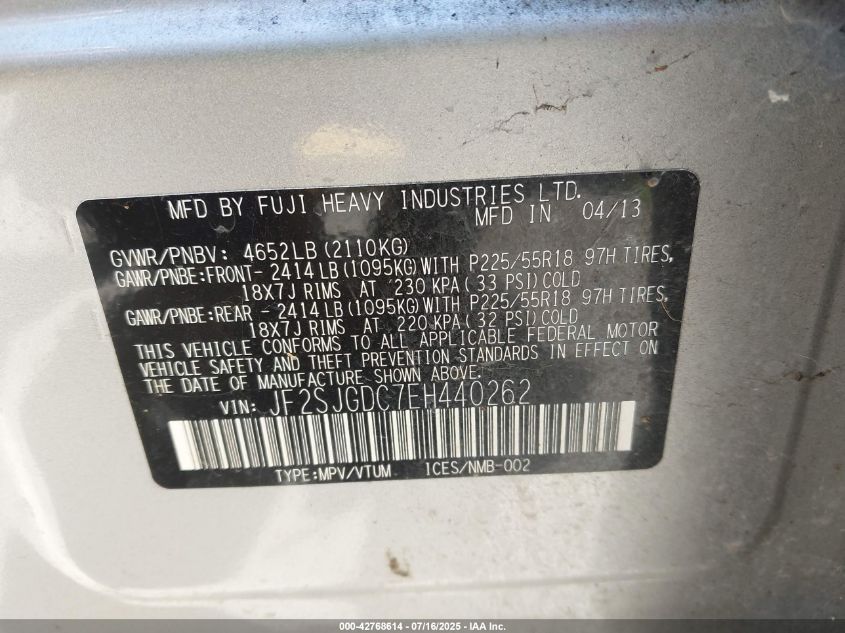 MFD BY FUJI HEAVY INDUSTRIES LTD.
MFD IN 04/13
GVWR/PNBV: 4652LB (2110KG)
GAWR/PNBE:FRONT- 2414 LB (1095KG) WITH P225/55R18 97H TIRES,
18X7J RIMS AT 230 KPA (33 PSI) COLD
GAWR/PNBE:REAR - 2414 LB (1095KG) WITH P225/55R18 97H TIRES,
18X7J RIMS AT 220 KPA (32 PSI) COLD
THIS VEHICLE CONFORMS TO ALL APPLICABLE FEDERAL MOTOR
VEHICLE SAFETY AND THEFT PREVENTION STANDARDS IN EFFECT ON
THE DATE OF MANUFACTURE SHOWN ABOVE.
VIN: JF2SJGDC7EH440262
TYPE:MPV/VTUM ICES/NMB-002
000-42768614 - 07/16/2025 - IAA Inc.